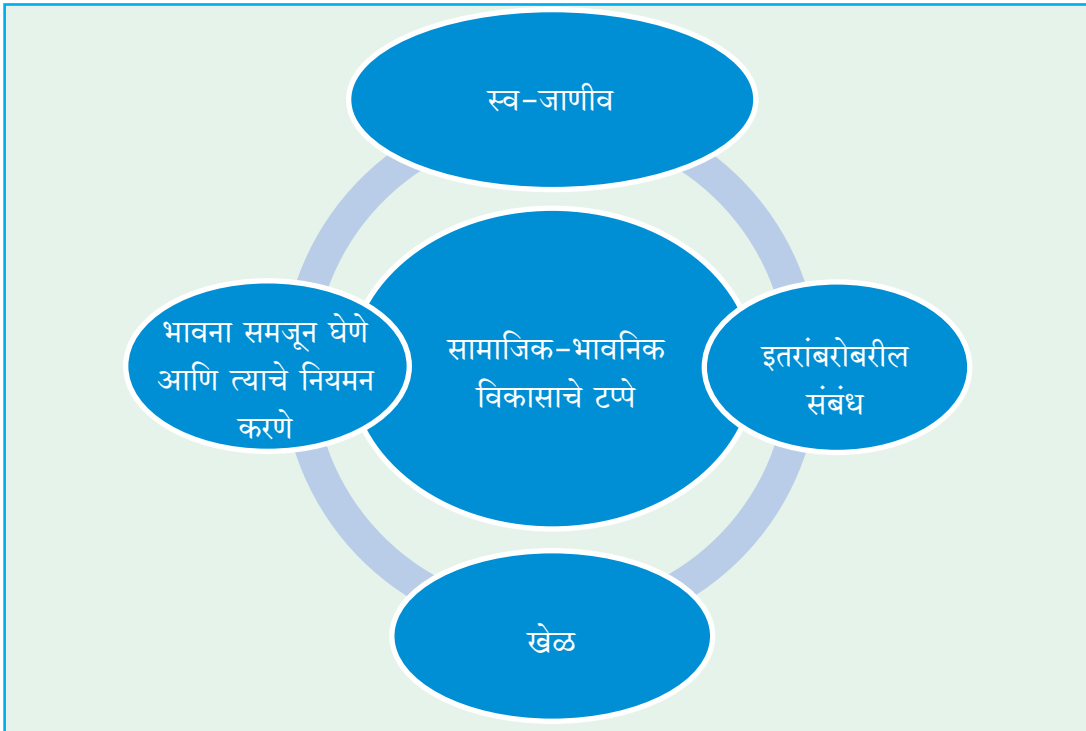 स्व-जाणीव
भावना समजून घेणे
आणि त्याचे नियमन
करणे
सामाजिक-भावनिक
विकासाचे टप्पे
इतरांबरोबरील
संबंध
खेळ